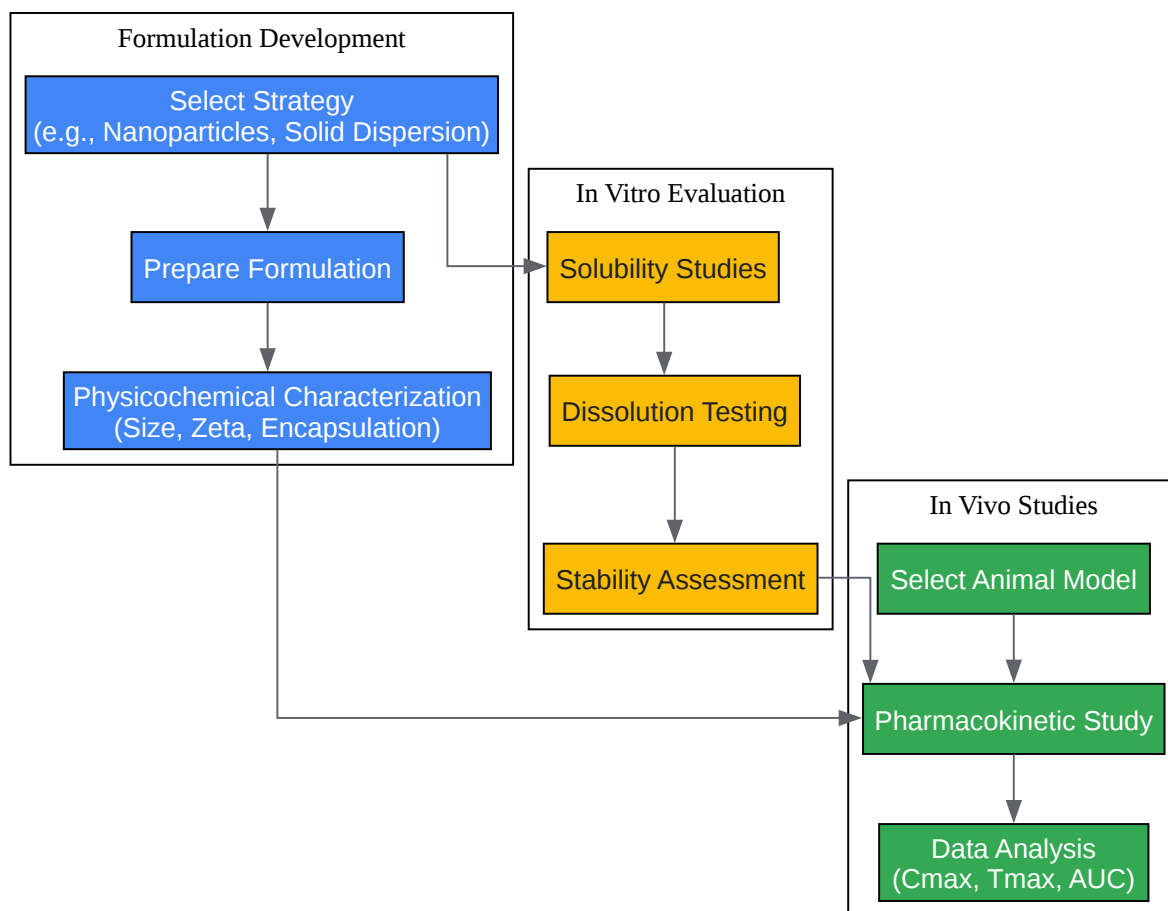 Formulation Development
Select Strategy
(e.g., Nanoparticles, Solid Dispersion)
Prepare Formulation
Physicochemical Characterization
(Size, Zeta, Encapsulation)
In Vitro Evaluation
Solubility Studies
Dissolution Testing
Stability Assessment
In Vivo Studies
Select Animal Model
Pharmacokinetic Study
Data Analysis
(Cmax, Tmax, AUC)